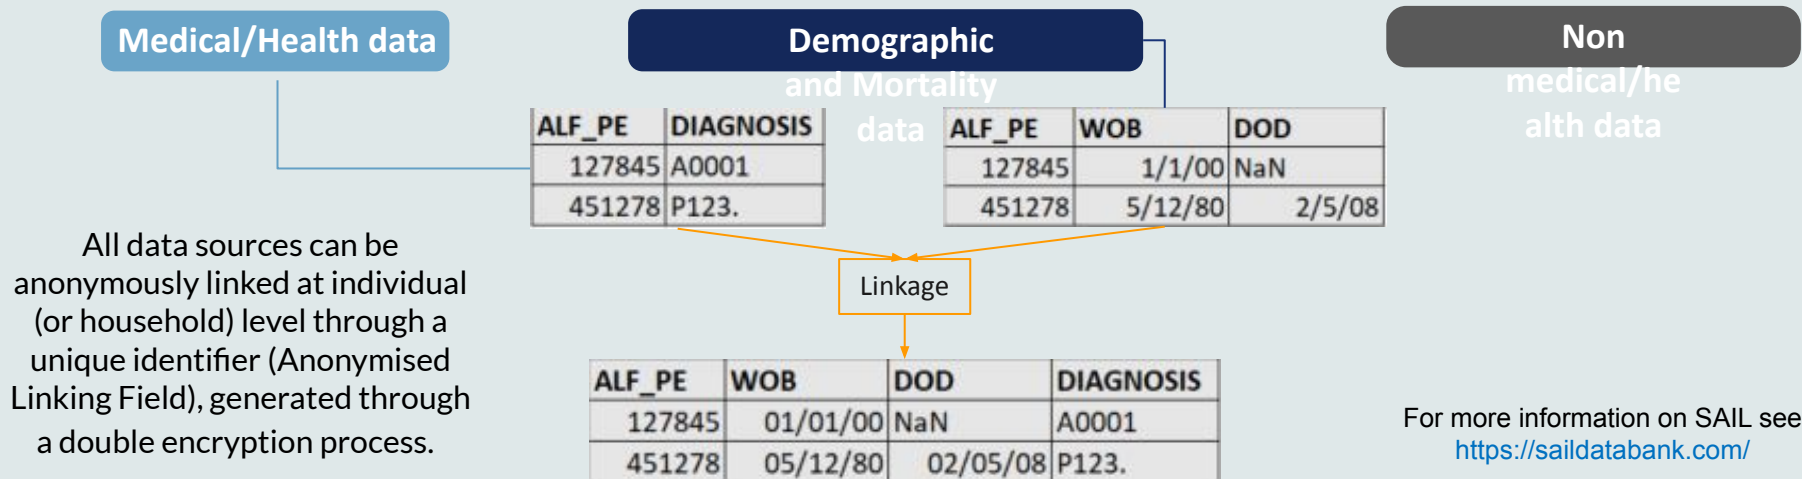 Medical/Health data
Demographic
and Mortality
data
Non
medical/he
alth data
ALF_PE DIAGNOSIS
127845 A0001
451278 P123.
ALF_PE WOB DOD
127845 1/1/00 NaN
451278 5/12/80 2/5/08
All data sources can be
anonymously linked at individual
(or household) level through a
unique identifier (Anonymised
Linking Field), generated through
a double encryption process.
Linkage
ALF_PE WOB DOD DIAGNOSIS
127845 01/01/00 NaN A0001
451278 05/12/80 02/05/08 P123.
For more information on SAIL see
https://saildatabank.com/